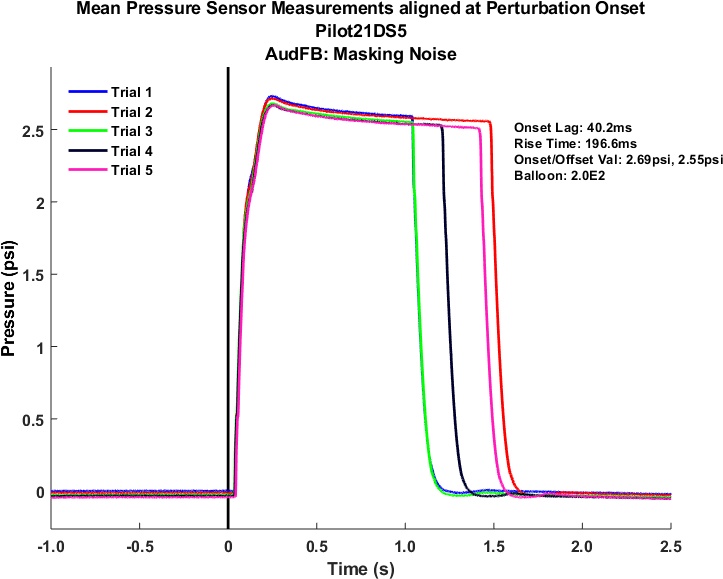 Mean Pressure Sensor Measurements aligned at Perturbation Onset
Pilot21DS5
AudFB: Masking Noise
Trial 1
Trial 2
Trial 3
Trial 4
Trial 5
Onset Lag: 40.2ms
Rise Time: 196.6ms
Onset/Offset Val: 2.69psi, 2.55psi
Balloon: 2.0E2
Pressure (psi)
2.5
2
1.5
1
0.5
0
-1.0 -0.5 0 0.5 1.0 1.5 2.0 2.5
Time (s)